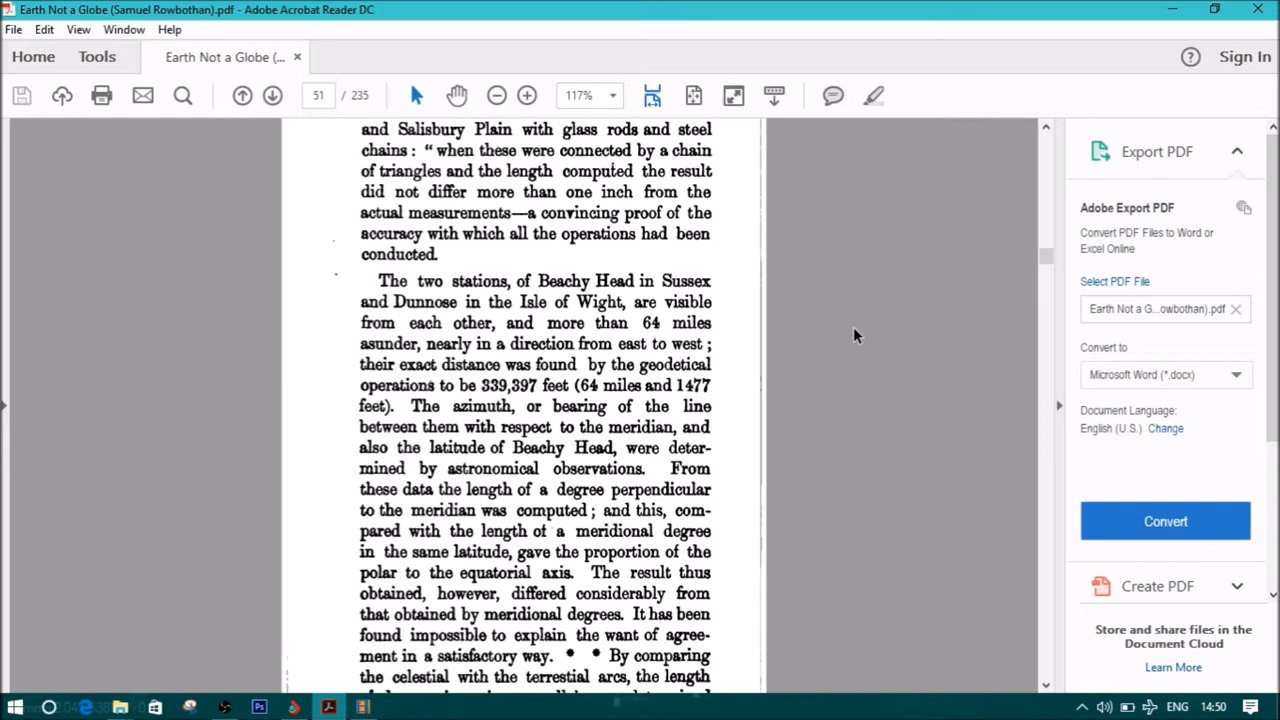 Earth Not a Globe (Samuel Rowbothan).pdf - Adobe Acrobat Reader DC
File Edit View Window Help
Home Tools Earth Not a Globe (... × Sign In
51 / 235 117%
and Salisbury Plain with glass rods and steel
chains : “ when these were connected by a chain
of triangles and the length computed the result
did not differ more than one inch from the
actual measurements—a convincing proof of the
accuracy with which all the operations had been
conducted.
The two stations, of Beachy Head in Sussex
and Dunnose in the Isle of Wight, are visible
from each other, and more than 64 miles
asunder, nearly in a direction from east to west ;
their exact distance was found by the geodetical
operations to be 339,397 feet (64 miles and 1477
feet). The azimuth, or bearing of the line
between them with respect to the meridian, and
also the latitude of Beachy Head, were deter-
mined by astronomical observations. From
these data the length of a degree perpendicular
to the meridian was computed ; and this, com-
pared with the length of a meridional degree
in the same latitude, gave the proportion of the
polar to the equatorial axis. The result thus
obtained, however, differed considerably from
that obtained by meridional degrees. It has been
found impossible to explain the want of agree-
ment in a satisfactory way. * * By comparing
the celestial with the terrestial arcs, the length
Export PDF
Adobe Export PDF
Convert PDF Files to Word or
Excel Online
Select PDF File
Earth Not a G...owbothan).pdf ×
Convert to
Microsoft Word (*.docx)
Document Language:
English (U.S.) Change
Convert
Create PDF
Store and share files in the
Document Cloud
Learn More
ENG 14:50